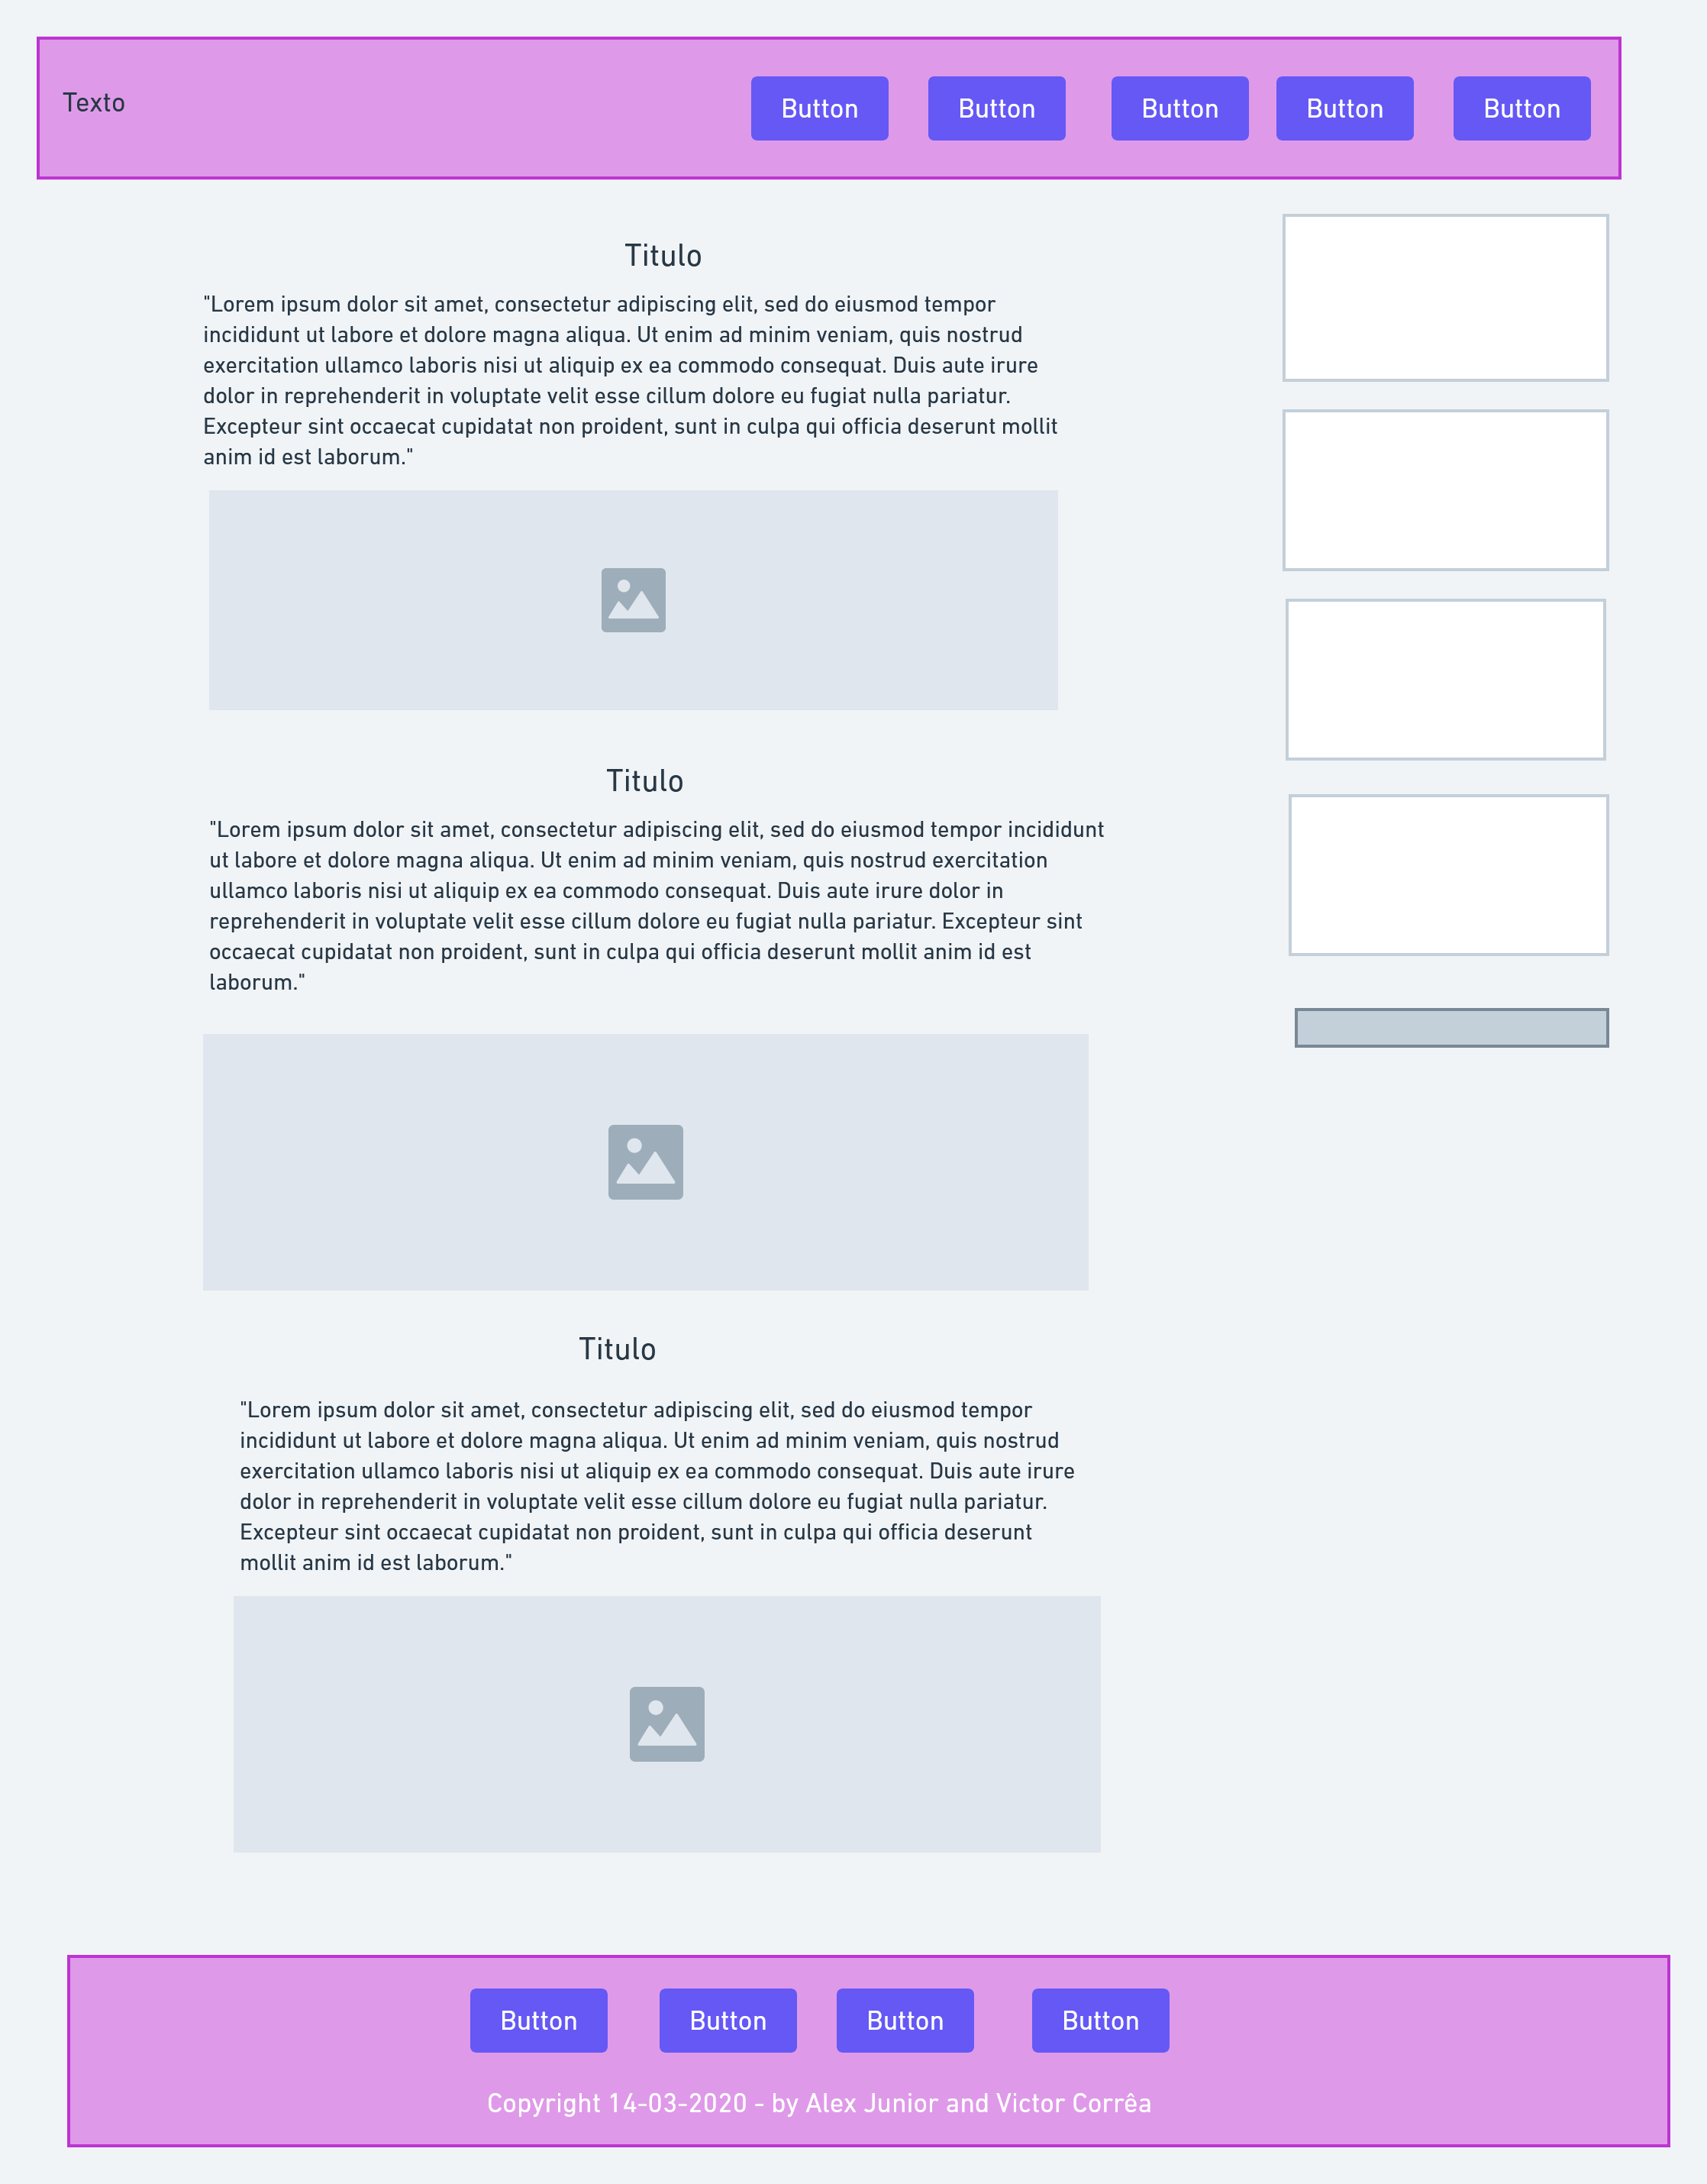 Texto
Button Button Button Button Button
Titulo
"Lorem ipsum dolor sit amet, consectetur adipiscing elit, sed do eiusmod tempor
incididunt ut labore et dolore magna aliqua. Ut enim ad minim veniam, quis nostrud
exercitation ullamco laboris nisi ut aliquip ex ea commodo consequat. Duis aute irure
dolor in reprehenderit in voluptate velit esse cillum dolore eu fugiat nulla pariatur.
Excepteur sint occaecat cupidatat non proident, sunt in culpa qui officia deserunt mollit
anim id est laborum."
Titulo
"Lorem ipsum dolor sit amet, consectetur adipiscing elit, sed do eiusmod tempor incididunt
ut labore et dolore magna aliqua. Ut enim ad minim veniam, quis nostrud exercitation
ullamco laboris nisi ut aliquip ex ea commodo consequat. Duis aute irure dolor in
reprehenderit in voluptate velit esse cillum dolore eu fugiat nulla pariatur. Excepteur sint
occaecat cupidatat non proident, sunt in culpa qui officia deserunt mollit anim id est
laborum."
Titulo
"Lorem ipsum dolor sit amet, consectetur adipiscing elit, sed do eiusmod tempor
incididunt ut labore et dolore magna aliqua. Ut enim ad minim veniam, quis nostrud
exercitation ullamco laboris nisi ut aliquip ex ea commodo consequat. Duis aute irure
dolor in reprehenderit in voluptate velit esse cillum dolore eu fugiat nulla pariatur.
Excepteur sint occaecat cupidatat non proident, sunt in culpa qui officia deserunt
mollit anim id est laborum."
Button Button Button Button
Copyright 14-03-2020 - by Alex Junior and Victor Corrêa